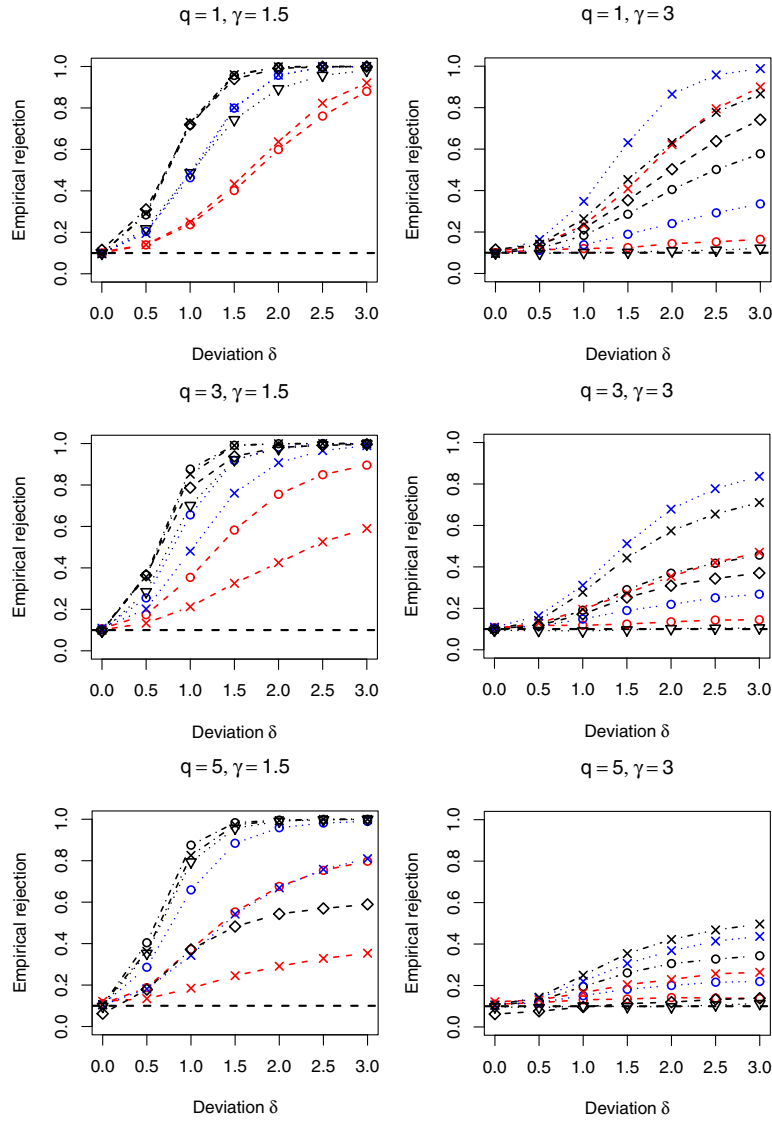 q = 1, γ = 1.5
Empirical rejection
0.0 0.2 0.4 0.6 0.8 1.0
0.0 0.5 1.0 1.5 2.0 2.5 3.0
Deviation δ
q = 1, γ = 3
Empirical rejection
0.0 0.2 0.4 0.6 0.8 1.0
0.0 0.5 1.0 1.5 2.0 2.5 3.0
Deviation δ
q = 3, γ = 1.5
Empirical rejection
0.0 0.2 0.4 0.6 0.8 1.0
0.0 0.5 1.0 1.5 2.0 2.5 3.0
Deviation δ
q = 3, γ = 3
Empirical rejection
0.0 0.2 0.4 0.6 0.8 1.0
0.0 0.5 1.0 1.5 2.0 2.5 3.0
Deviation δ
q = 5, γ = 1.5
Empirical rejection
0.0 0.2 0.4 0.6 0.8 1.0
0.0 0.5 1.0 1.5 2.0 2.5 3.0
Deviation δ
q = 5, γ = 3
Empirical rejection
0.0 0.2 0.4 0.6 0.8 1.0
0.0 0.5 1.0 1.5 2.0 2.5 3.0
Deviation δ